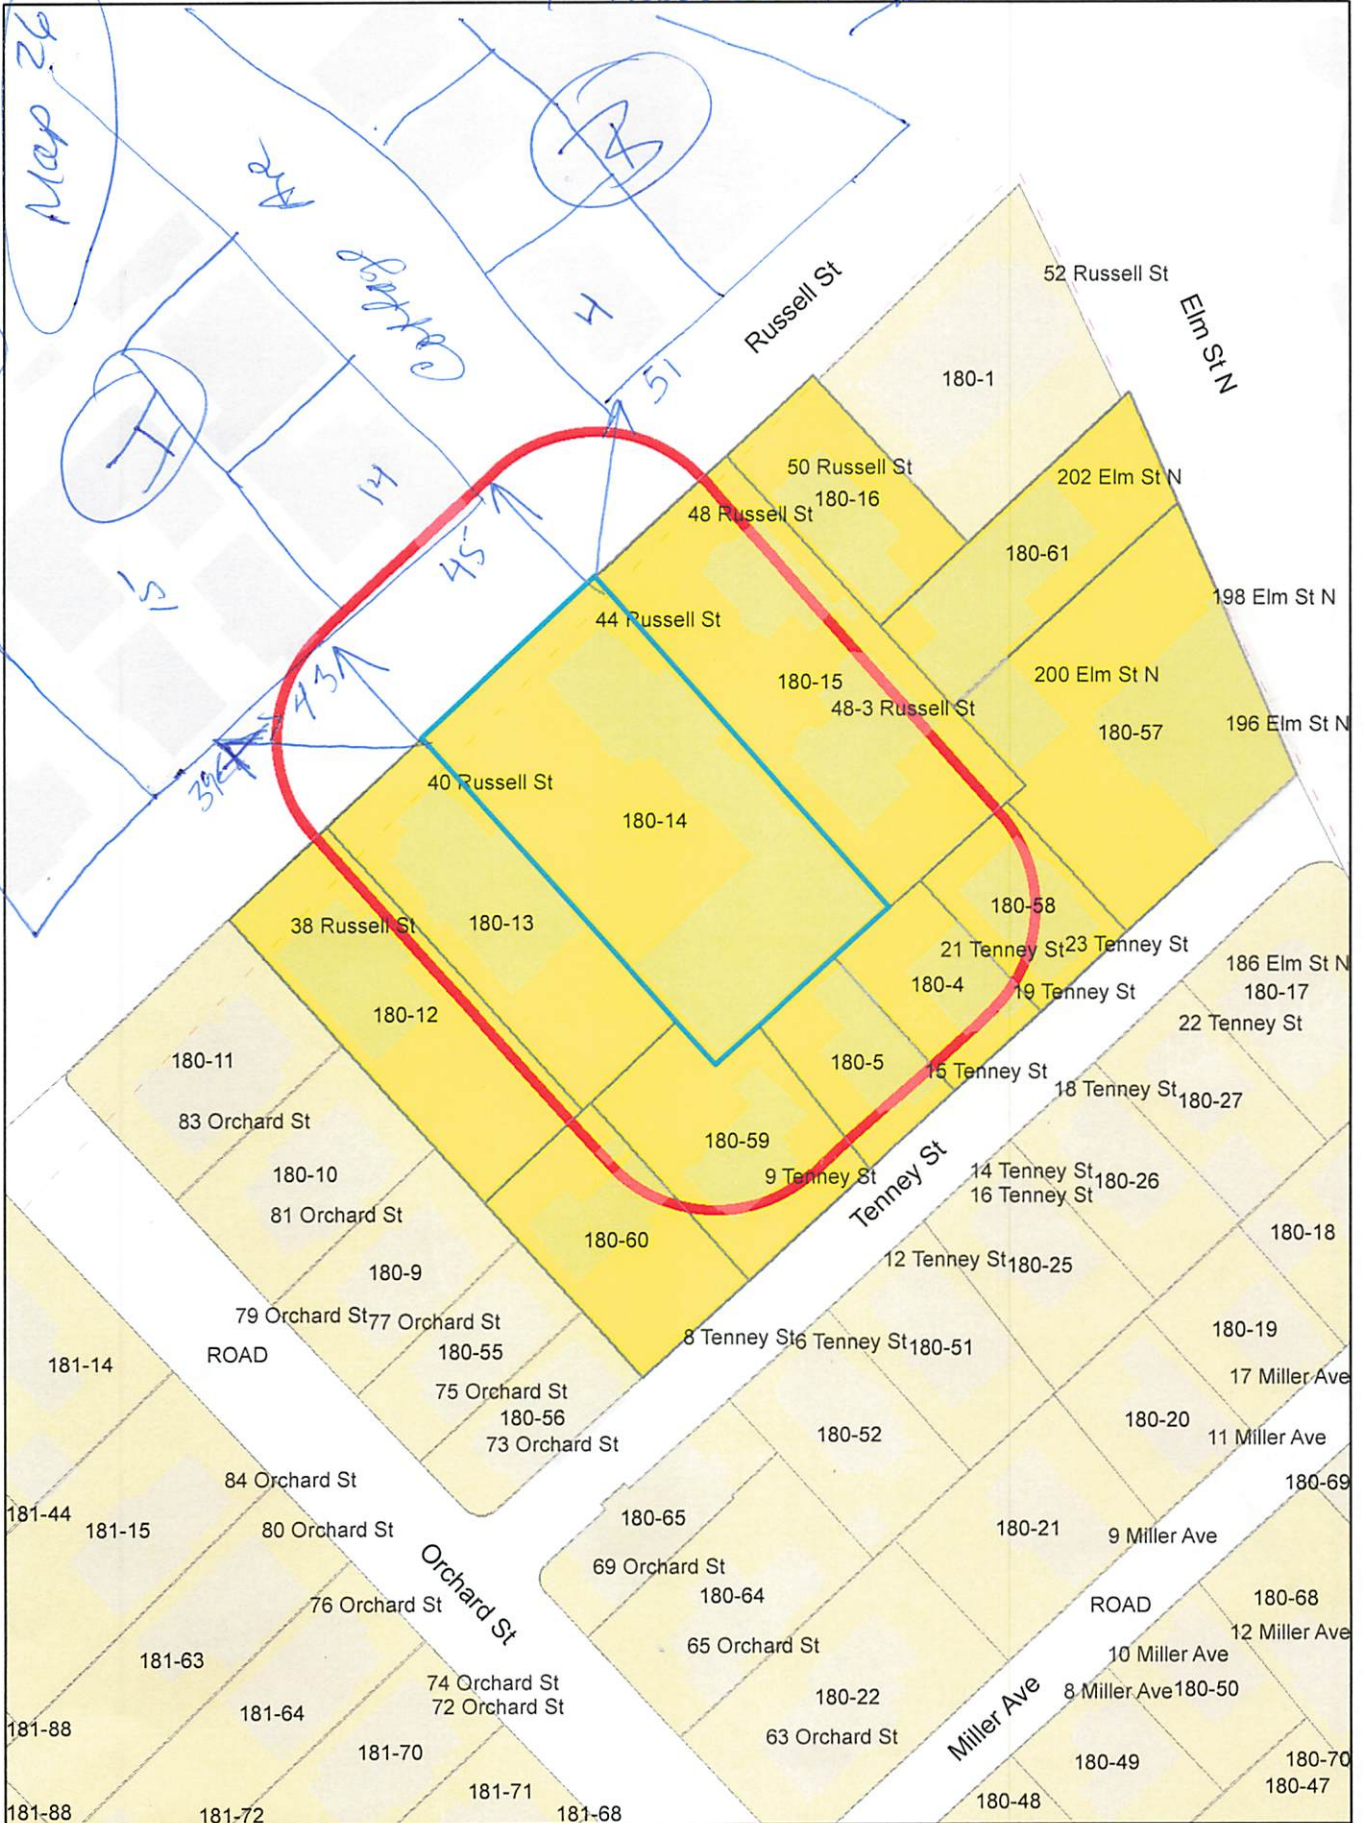 Map 26
Ave
Cottage
B
4
51
I
14
45
15
43
39
Russell St
52 Russell St
Elm St N
180-1
50 Russell St
180-16
202 Elm St N
48 Russell St
180-61
198 Elm St N
44 Russell St
200 Elm St N
180-15
48-3 Russell St
196 Elm St N
180-57
40 Russell St
180-14
180-58
38 Russell St
180-13
21 Tenney St
23 Tenney St
186 Elm St N
180-4
19 Tenney St
180-17
180-12
22 Tenney St
180-11
180-5
15 Tenney St
18 Tenney St
180-27
83 Orchard St
180-59
180-10
9 Tenney St
Tenney St
14 Tenney St
180-26
16 Tenney St
81 Orchard St
180-60
180-18
180-9
12 Tenney St
180-25
79 Orchard St
77 Orchard St
8 Tenney St
6 Tenney St
180-51
180-19
ROAD
180-55
181-14
17 Miller Ave
75 Orchard St
180-56
180-52
180-20
11 Miller Ave
73 Orchard St
84 Orchard St
180-69
181-44
181-15
80 Orchard St
180-65
180-21
9 Miller Ave
Orchard St
69 Orchard St
180-64
76 Orchard St
ROAD
180-68
65 Orchard St
12 Miller Ave
181-63
10 Miller Ave
74 Orchard St
180-22
8 Miller Ave
180-50
72 Orchard St
181-64
63 Orchard St
Miller Ave
181-88
181-70
180-49
180-70
181-71
180-47
181-88
181-72
181-68
180-48